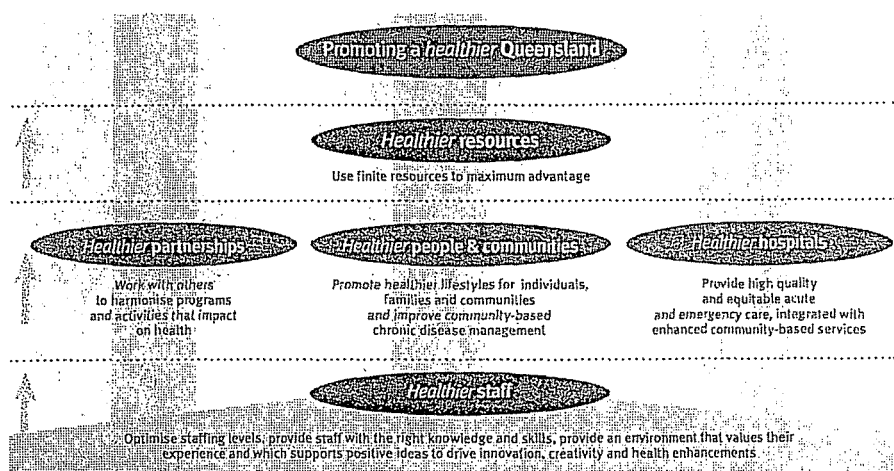 Promoting a healthier Queensland
Healthier resources
Use finite resources to maximum advantage
Healthier partnerships
Work with others
to harmonise programs
and activities that impact
on health
Healthier people & communities
Promote healthier lifestyles for individuals,
families and communities
and improve community-based
chronic disease management
Healthier hospitals
Provide high quality
and equitable acute
and emergency care, integrated with
enhanced community-based services
Healthier staff
Optimise staffing levels, provide staff with the right knowledge and skills, provide an environment that values their
experience and which supports positive ideas to drive innovation, creativity and health enhancements